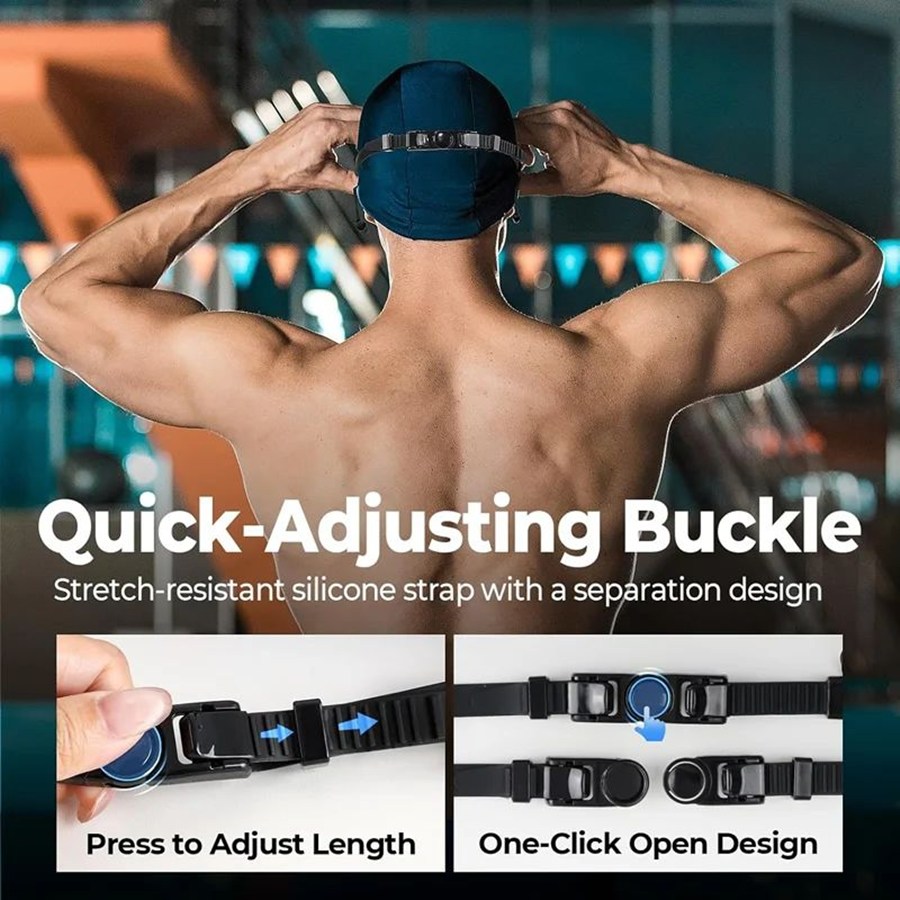 Quick-Adjusting Buckle
Stretch-resistant silicone strap with a separation design
Press to Adjust Length
One-Click Open Design